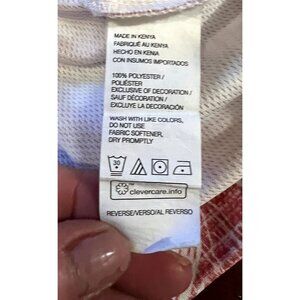 MADE IN KENYA
FABRIQUÉ AU KENYA
HECHO EN KENIA
CON INSUMOS IMPORTADOS
100% POLYESTER /
POLIÉSTER
EXCLUSIVE OF DECORATION /
SAUF DÉCORATION /
EXCLUYE LA DECORACIÓN
WASH WITH LIKE COLORS,
DO NOT USE
FABRIC SOFTENER,
DRY PROMPTLY
30
clevercare.info
REVERSE/VERSO/AL REVERSO